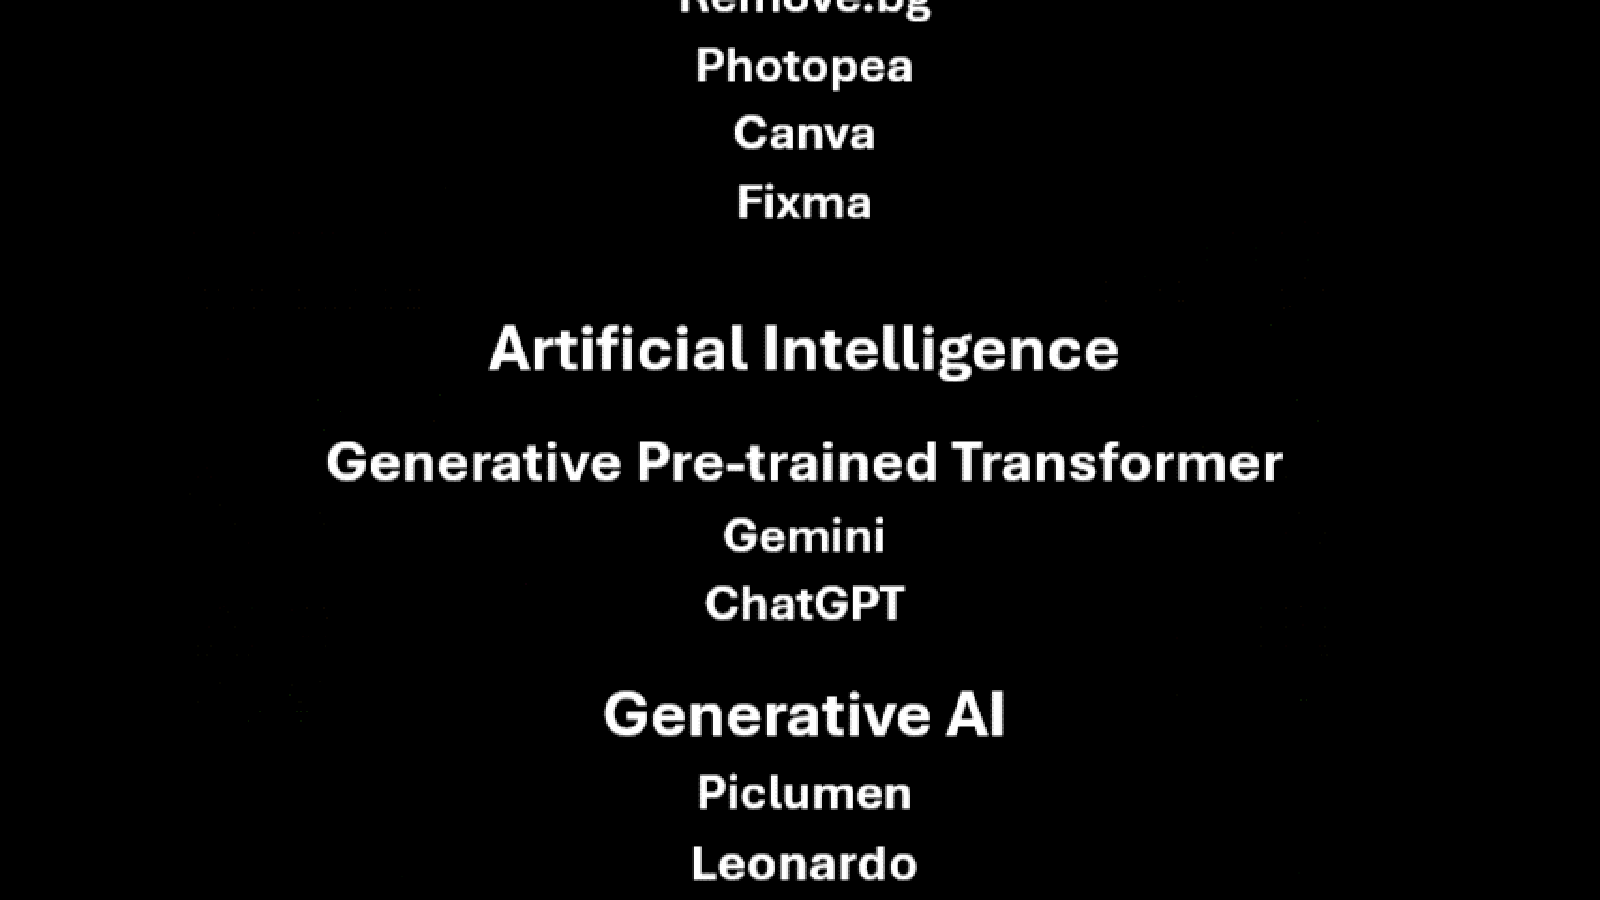 Remove.bg
Photopea
Canva
Fixma
Artificial Intelligence
Generative Pre-trained Transformer
Gemini
ChatGPT
Generative AI
Piclumen
Leonardo